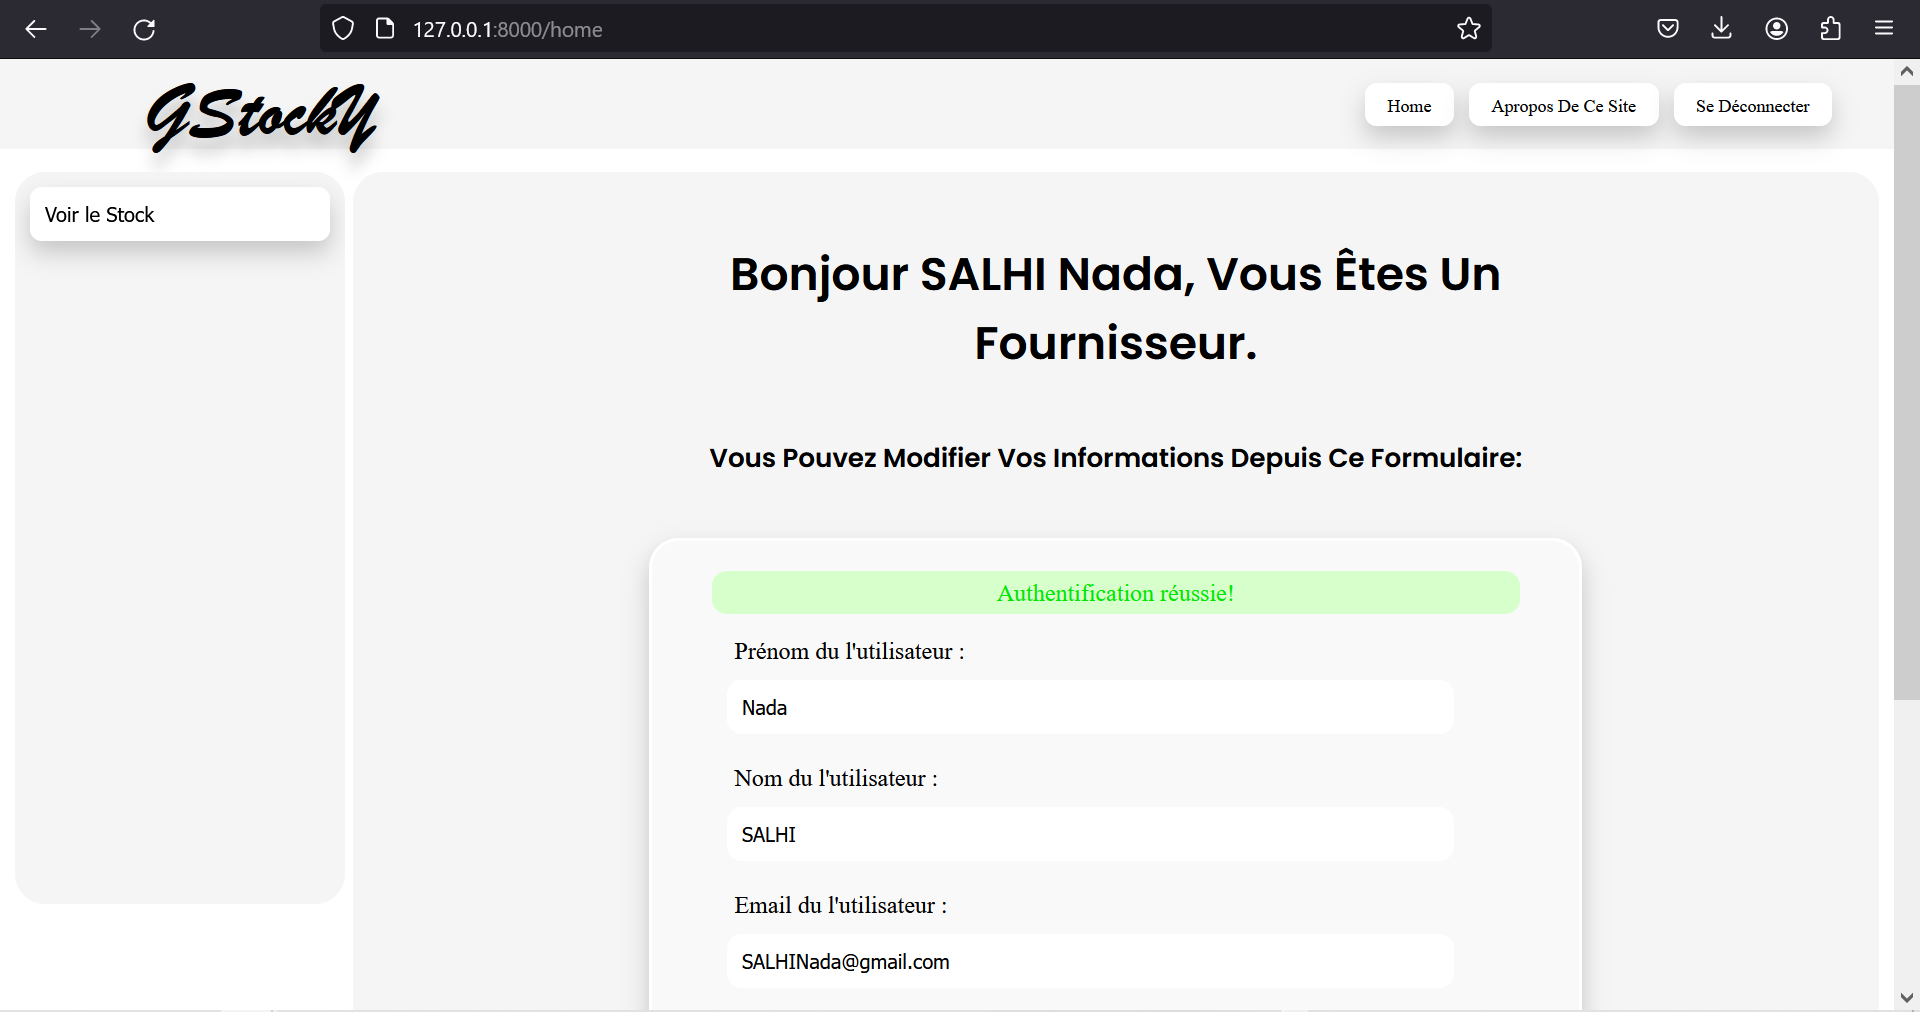 127.0.0.1:8000/home
GStockY
Home
Apropos De Ce Site
Se Déconnecter
Voir le Stock
Bonjour SALHI Nada, Vous Êtes Un
Fournisseur.
Vous Pouvez Modifier Vos Informations Depuis Ce Formulaire:
Authentification réussie!
Prénom du l'utilisateur :
Nada
Nom du l'utilisateur :
SALHI
Email du l'utilisateur :
SALHINada@gmail.com